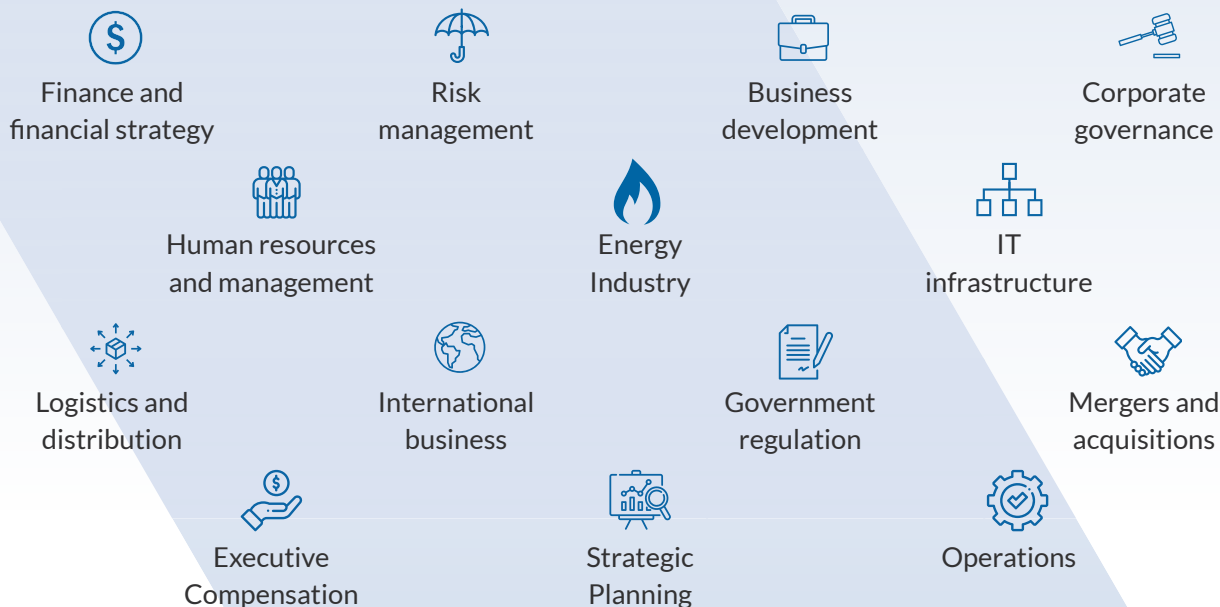 Finance and
financial strategy
Risk
management
Business
development
Corporate
governance
Human resources
and management
Energy
Industry
IT
infrastructure
Logistics and
distribution
International
business
Government
regulation
Mergers and
acquisitions
Executive
Compensation
Strategic
Planning
Operations